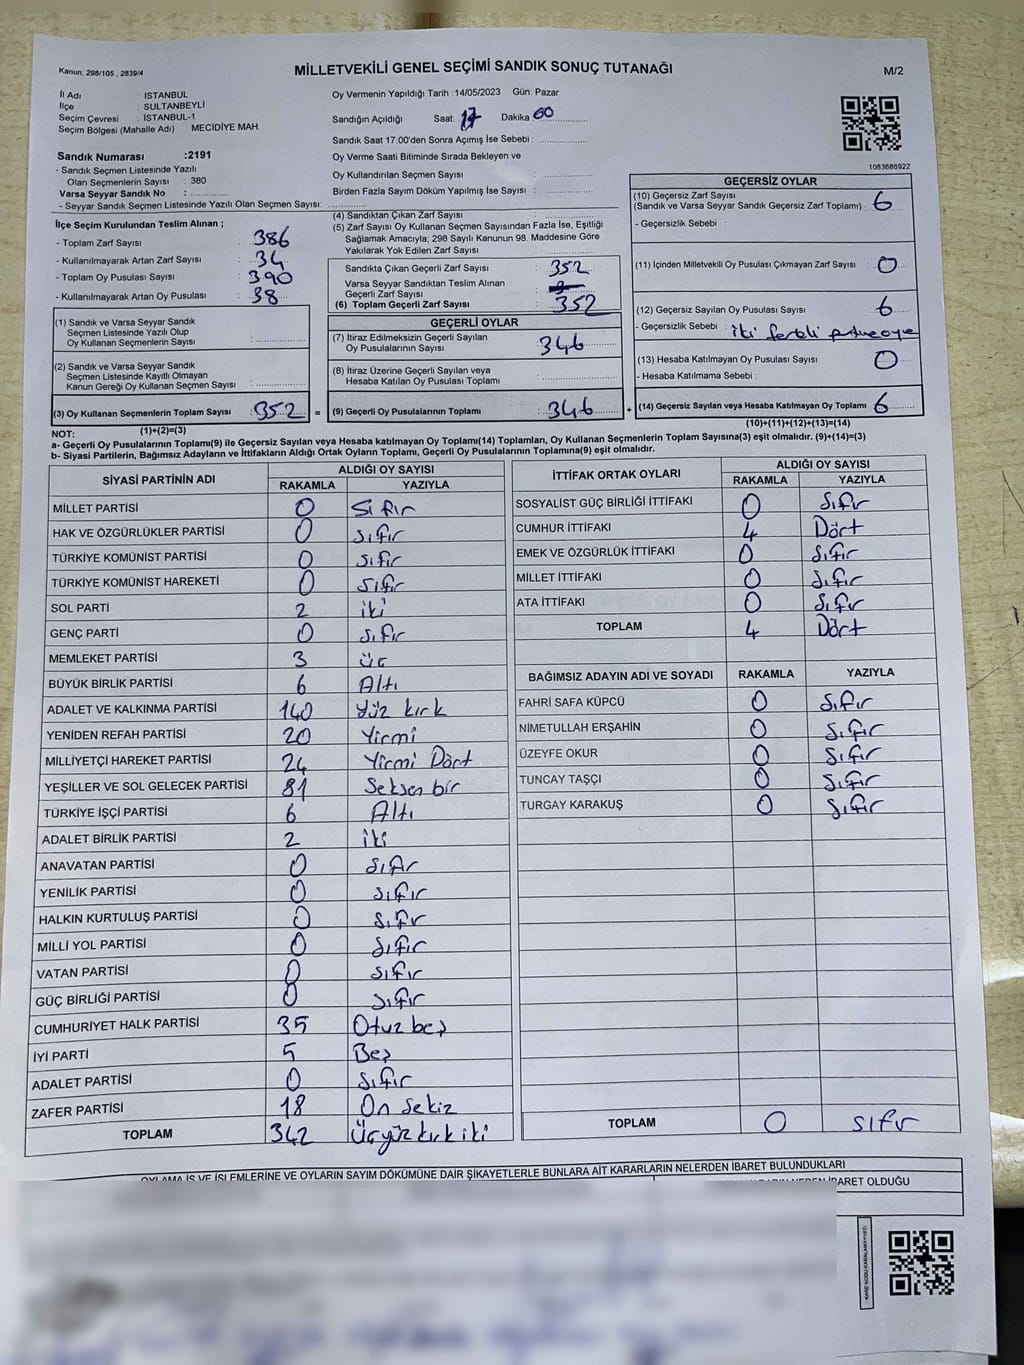 Kanun, 298/105 , 2839/4
MİLLETVEKİLİ GENEL SEÇİMİ SANDIK SONUÇ TUTANAĞI
M/2
İl Adı : İSTANBUL
İlçe : SULTANBEYLİ
Seçim Çevresi : İSTANBUL-1
Seçim Bölgesi (Mahalle Adı) MECİDİYE MAH.
Oy Vermenin Yapıldığı Tarih :14/05/2023 Gün: Pazar
Sandığın Açıldığı Saat: 17 Dakika 00
Sandık Saat 17:00'den Sonra Açımış İse Sebebi :
Oy Verme Saati Bitiminde Sırada Bekleyen ve
Oy Kullandırılan Seçmen Sayısı :
Birden Fazla Sayım Döküm Yapılmış İse Sayısı :
1083686922
Sandık Numarası :2191
- Sandık Seçmen Listesinde Yazılı
Olan Seçmenlerin Sayısı : 380
Varsa Seyyar Sandık No :
- Seyyar Sandık Seçmen Listesinde Yazılı Olan Seçmen Sayısı:
İlçe Seçim Kurulundan Teslim Alınan ;
- Toplam Zarf Sayısı : 386
- Kullanılmayarak Artan Zarf Sayısı : 34
- Toplam Oy Pusulası Sayısı : 390
- Kullanılmayarak Artan Oy Pusulası : 38
(1) Sandık ve Varsa Seyyar Sandık
Seçmen Listesinde Yazılı Olup
Oy Kullanan Seçmenlerin Sayısı :
(2) Sandık ve Varsa Seyyar Sandık
Seçmen Listesinde Kayıtlı Olmayan
Kanun Gereği Oy Kullanan Seçmen Sayısı :
(3) Oy Kullanan Seçmenlerin Toplam Sayısı : 352 =
(1)+(2)=(3)
(4) Sandıktan Çıkan Zarf Sayısı :
(5) Zarf Sayısı Oy Kullanan Seçmen Sayısından Fazla İse, Eşitliği
Sağlamak Amacıyla; 298 Sayılı Kanunun 98. Maddesine Göre
Yakılarak Yok Edilen Zarf Sayısı :
Sandıkta Çıkan Geçerli Zarf Sayısı : 352
Varsa Seyyar Sandıktan Teslim Alınan
Geçerli Zarf Sayısı :
(6) Toplam Geçerli Zarf Sayısı : 352
GEÇERLİ OYLAR
(7) İtiraz Edilmeksizin Geçerli Sayılan
Oy Pusulalarının Sayısı : 346
(8) İtiraz Üzerine Geçerli Sayılan veya
Hesaba Katılan Oy Pusulası Toplamı :
(9) Geçerli Oy Pusulalarının Toplamı : 346 +
GEÇERSİZ OYLAR
(10) Geçersiz Zarf Sayısı
(Sandık ve Varsa Seyyar Sandık Geçersiz Zarf Toplamı) : 6
- Geçersizlik Sebebi :
(11) İçinden Milletvekili Oy Pusulası Çıkmayan Zarf Sayısı : 0
(12) Geçersiz Sayılan Oy Pusulası Sayısı : 6
- Geçersizlik Sebebi : iki farklı
(13) Hesaba Katılmayan Oy Pusulası Sayısı : 0
- Hesaba Katılmama Sebebi :
(14) Geçersiz Sayılan veya Hesaba Katılmayan Oy Toplamı : 6
(10)+(11)+(12)+(13)=(14)
NOT:
a- Geçerli Oy Pusulalarının Toplamı(9) ile Geçersiz Sayılan veya Hesaba katılmayan Oy Toplamı(14) Toplamları, Oy Kullanan Seçmenlerin Toplam Sayısına(3) eşit olmalıdır. (9)+(14)=(3)
b- Siyasi Partilerin, Bağımsız Adayların ve İttifakların Aldığı Ortak Oyların Toplamı, Geçerli Oy Pusulalarının Toplamına(9) eşit olmalıdır.
SİYASİ PARTİNİN ADI ALDIĞI OY SAYISI
RAKAMLA YAZIYLA
MİLLET PARTİSİ 0 Sıfır
HAK VE ÖZGÜRLÜKLER PARTİSİ 0 sıfır
TÜRKİYE KOMÜNİST PARTİSİ 0 sıfır
TÜRKİYE KOMÜNİST HAREKETİ 0 sıfır
SOL PARTİ 2 iki
GENÇ PARTİ 0 sıfır
MEMLEKET PARTİSİ 3 üç
BÜYÜK BİRLİK PARTİSİ 6 Altı
ADALET VE KALKINMA PARTİSİ 140 Yüz kırk
YENİDEN REFAH PARTİSİ 20 Yirmi
MİLLİYETÇİ HAREKET PARTİSİ 24 Yirmi Dört
YEŞİLLER VE SOL GELECEK PARTİSİ 81 Seksen bir
TÜRKİYE İŞÇİ PARTİSİ 6 Altı
ADALET BİRLİK PARTİSİ 2 iki
ANAVATAN PARTİSİ 0 sıfır
YENİLİK PARTİSİ 0 sıfır
HALKIN KURTULUŞ PARTİSİ 0 sıfır
MİLLİ YOL PARTİSİ 0 sıfır
VATAN PARTİSİ 0 sıfır
GÜÇ BİRLİĞİ PARTİSİ 0 sıfır
CUMHURİYET HALK PARTİSİ 35 Otuz beş
İYİ PARTİ 5 Beş
ADALET PARTİSİ 0 sıfır
ZAFER PARTİSİ 18 On sekiz
TOPLAM 342 Üçyüz kırk iki
İTTİFAK ORTAK OYLARI ALDIĞI OY SAYISI
RAKAMLA YAZIYLA
SOSYALİST GÜÇ BİRLİĞİ İTTİFAKI 0 sıfır
CUMHUR İTTİFAKI 4 Dört
EMEK VE ÖZGÜRLÜK İTTİFAKI 0 sıfır
MİLLET İTTİFAKI 0 sıfır
ATA İTTİFAKI 0 sıfır
TOPLAM 4 Dört
BAĞIMSIZ ADAYIN ADI VE SOYADI RAKAMLA YAZIYLA
FAHRİ SAFA KÜPCÜ 0 sıfır
NİMETULLAH ERŞAHİN 0 sıfır
ÜZEYFE OKUR 0 sıfır
TUNCAY TAŞÇI 0 sıfır
TURGAY KARAKUŞ 0 sıfır
TOPLAM 0 sıfır
OYLAMA İŞ VE İŞLEMLERİNE VE OYLARIN SAYIM DÖKÜMÜNE DAİR ŞİKAYETLERLE BUNLARA AİT KARARLARIN NELERDEN İBARET BULUNDUKLARI
İBARET OLDUĞU